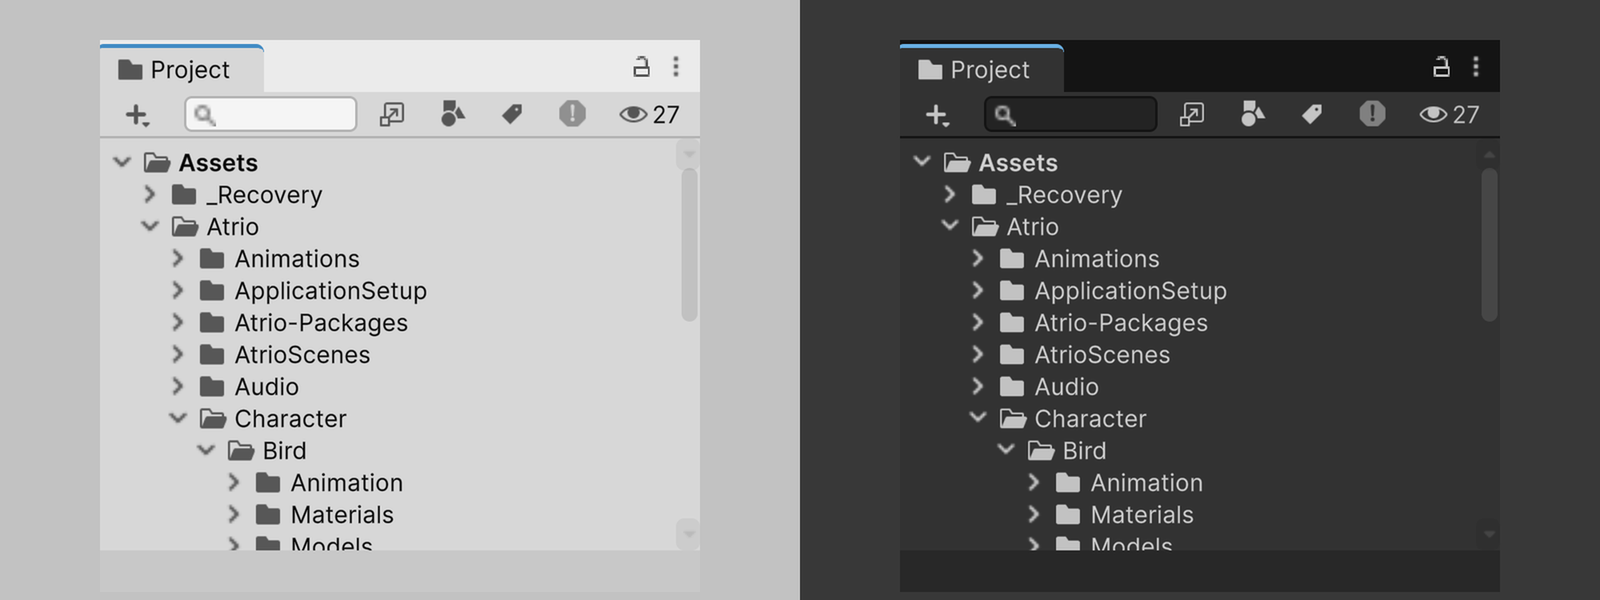 Project
27
Assets
_Recovery
Atrio
Animations
ApplicationSetup
Atrio-Packages
AtrioScenes
Audio
Character
Bird
Animation
Materials
Models
Project
27
Assets
_Recovery
Atrio
Animations
ApplicationSetup
Atrio-Packages
AtrioScenes
Audio
Character
Bird
Animation
Materials
Models